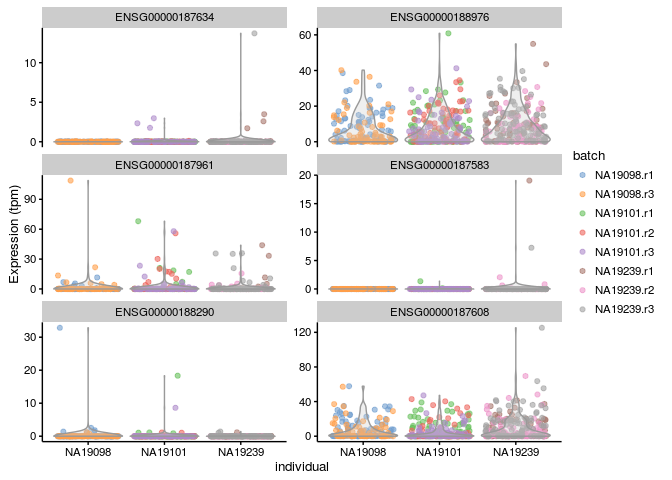 ENSG00000187634
ENSG00000188976
10
5
0
60
40
20
0
ENSG00000187961
ENSG00000187583
90
60
30
0
20
15
10
5
0
ENSG00000188290
ENSG00000187608
30
20
10
0
120
80
40
0
NA19098
NA19101
NA19239
NA19098
NA19101
NA19239
individual
Expression (tpm)
batch
NA19098.r1
NA19098.r3
NA19101.r1
NA19101.r2
NA19101.r3
NA19239.r1
NA19239.r2
NA19239.r3